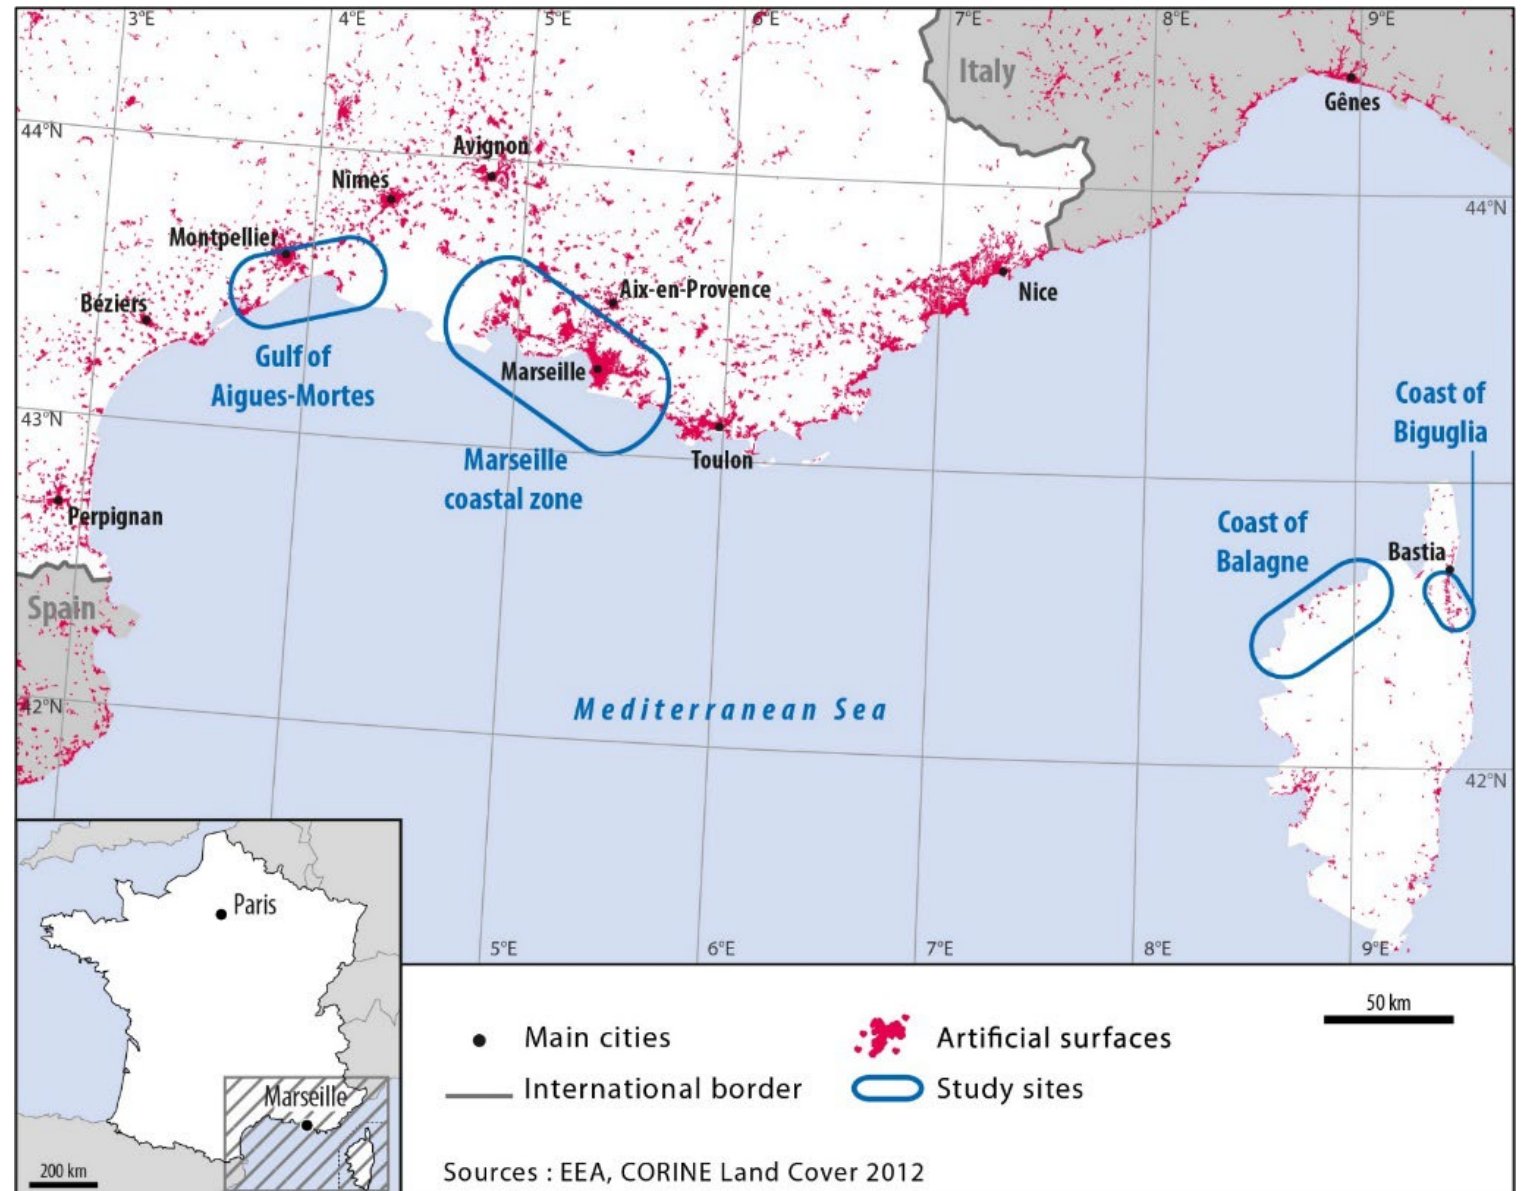 3°E
4°E
5°E
6°E
7°E
8°E
9°E
Italy
Gênes
44°N
Avignon
Nîmes
44°N
Montpellier
Aix-en-Provence
Nice
Béziers
Gulf of
Aigues-Mortes
Marseille
Coast of
Biguglia
43°N
Marseille
coastal zone
Toulon
Perpignan
Coast of
Balagne
Bastia
Spain
Mediterranean Sea
42°N
42°N
5°E
6°E
7°E
8°E
9°E
Paris
Marseille
200 km
Main cities
International border
Artificial surfaces
Study sites
50 km
Sources : EEA, CORINE Land Cover 2012